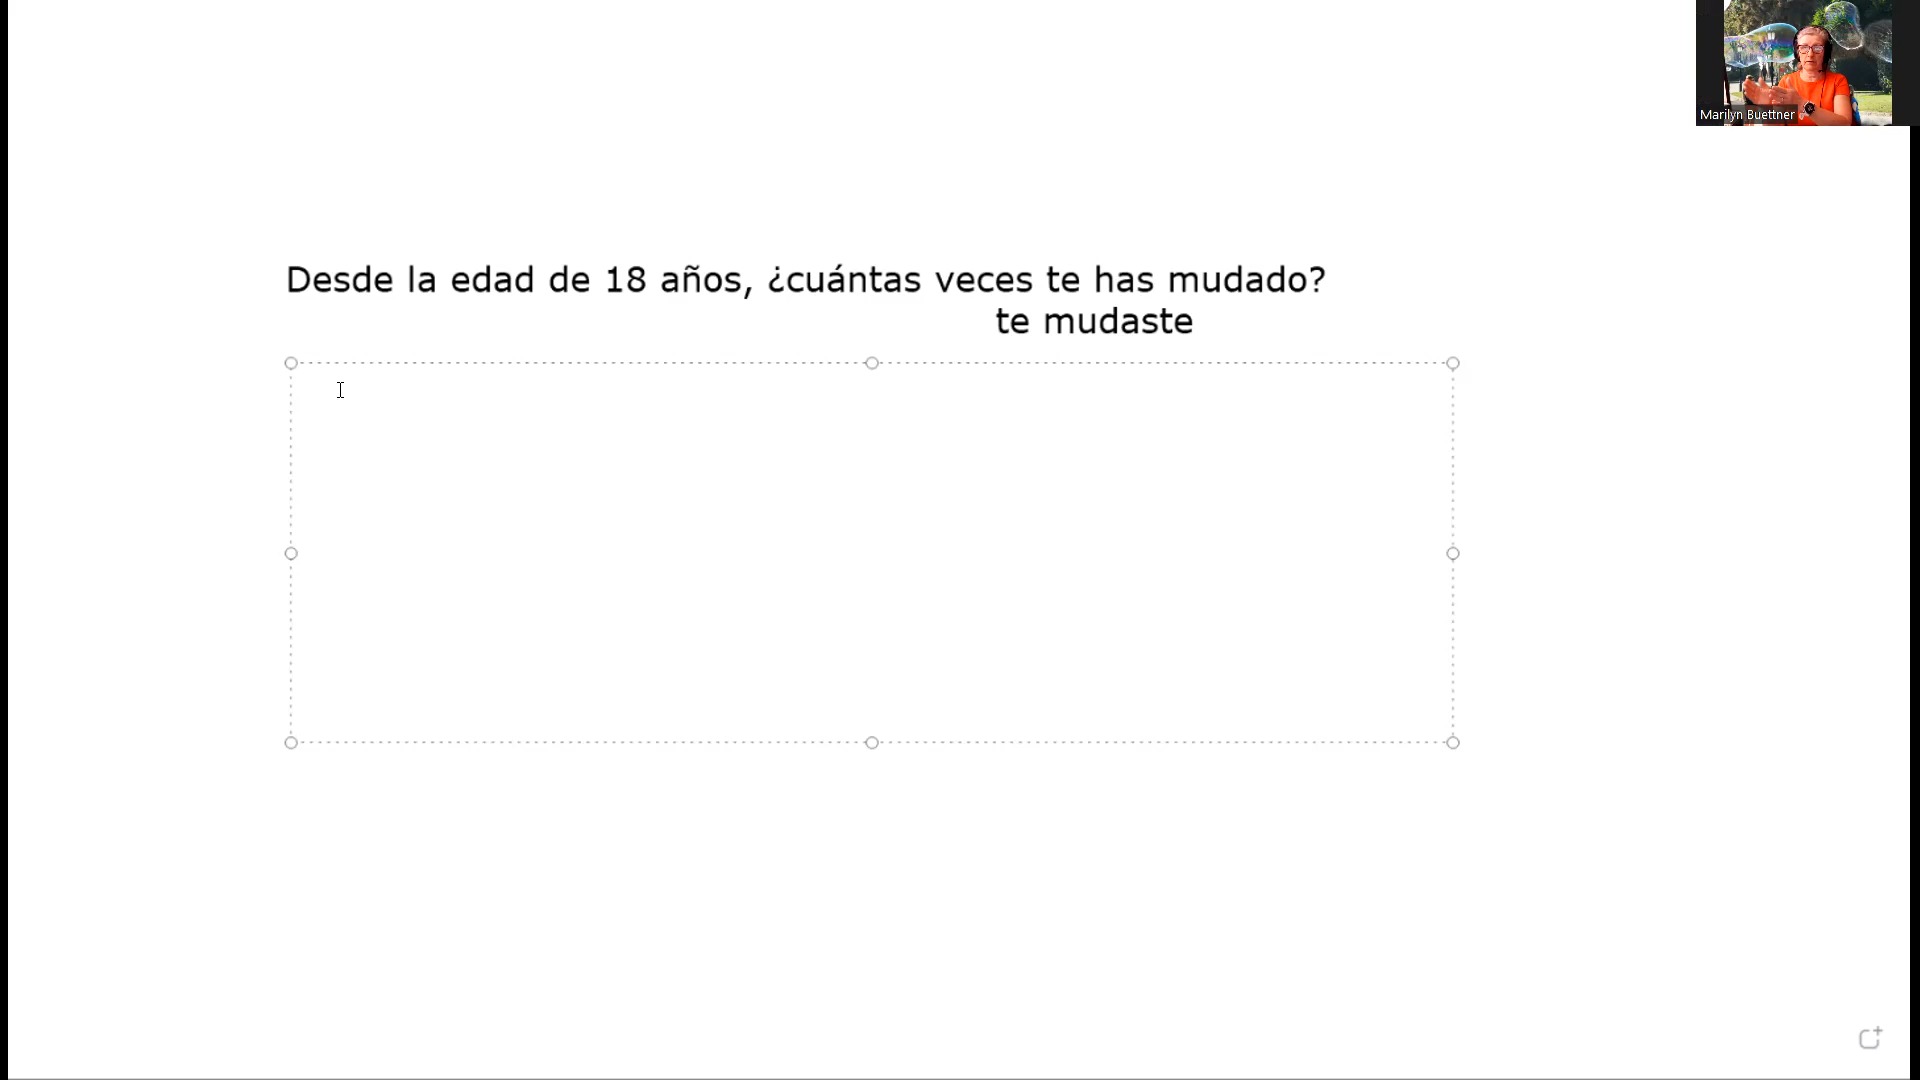 Marilyn Buettner
Desde la edad de 18 años, ¿cuántas veces te has mudado?
te mudaste